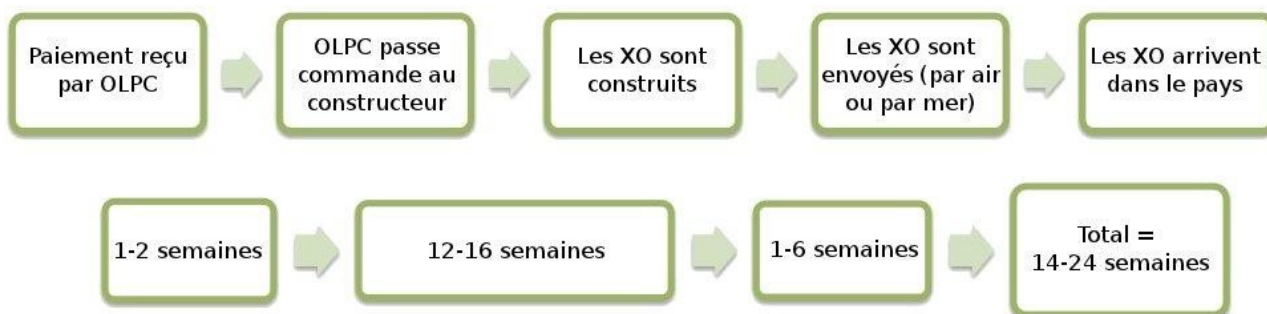 Paiement reçu
par OLPC
OLPC passe
commande au
constructeur
Les XO sont
construits
Les XO sont
envoyés (par air
ou par mer)
Les XO arrivent
dans le pays
1-2 semaines
12-16 semaines
1-6 semaines
Total =
14-24 semaines